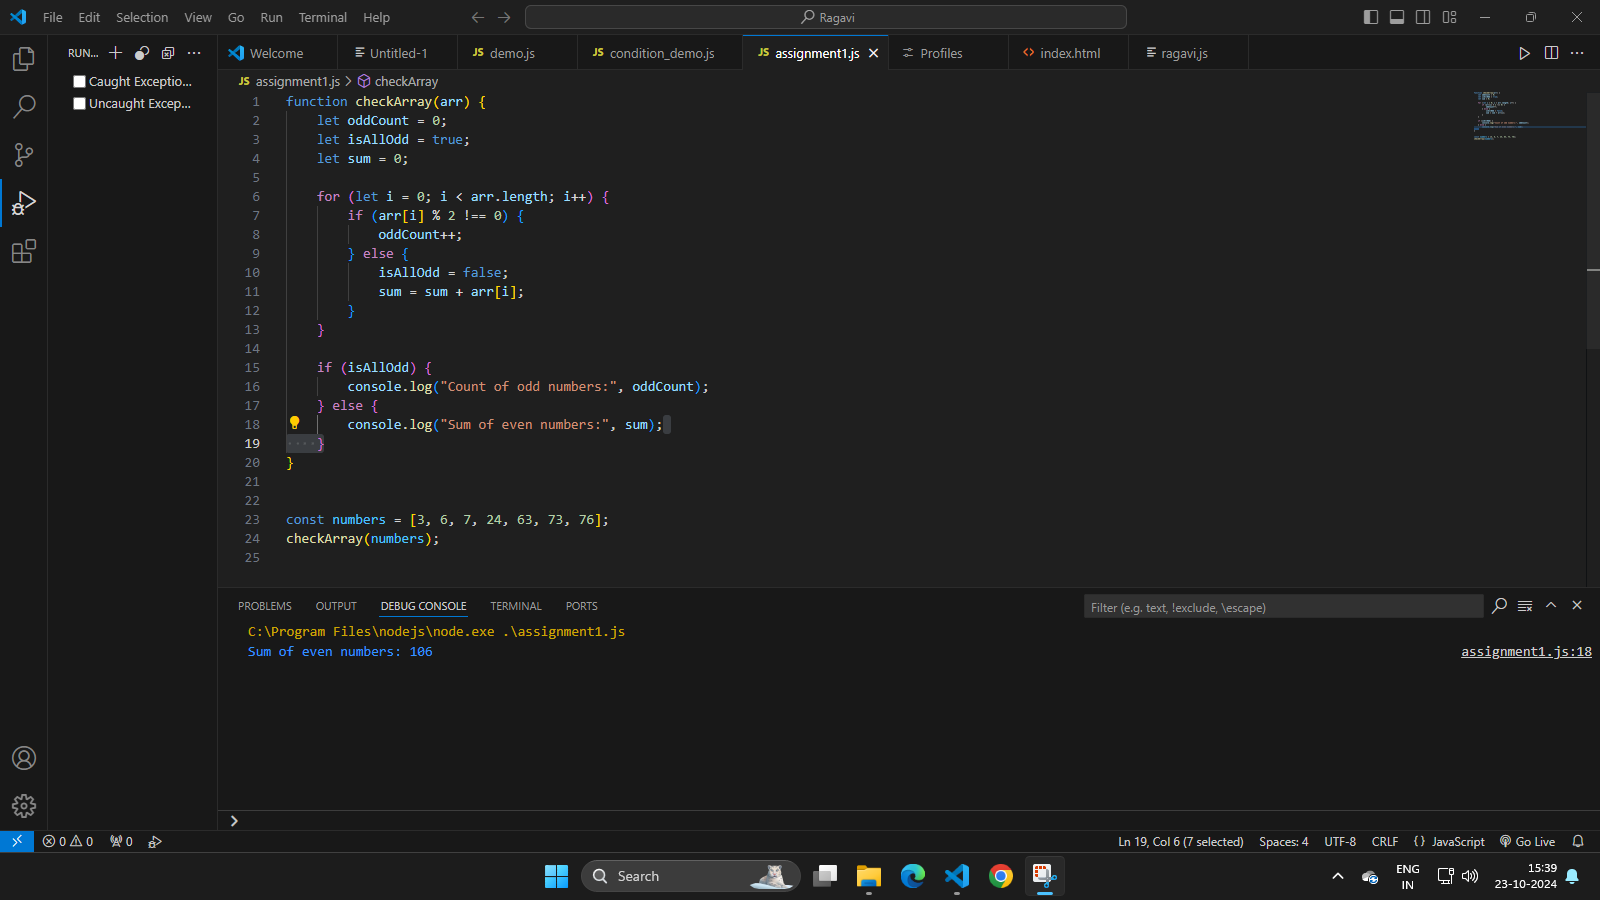 File Edit Selection View Go Run Terminal Help
Ragavi
RUN...
Welcome
Untitled-1
JS demo.js
JS condition_demo.js
JS assignment1.js
Profiles
<> index.html
ragavi.js
Caught Exceptio...
Uncaught Excep...
JS assignment1.js > checkArray
1 function checkArray(arr) {
2     let oddCount = 0;
3     let isAllOdd = true;
4     let sum = 0;
5
6     for (let i = 0; i < arr.length; i++) {
7         if (arr[i] % 2 !== 0) {
8             oddCount++;
9         } else {
10             isAllOdd = false;
11             sum = sum + arr[i];
12         }
13     }
14
15     if (isAllOdd) {
16         console.log("Count of odd numbers:", oddCount);
17     } else {
18         console.log("Sum of even numbers:", sum);
19 ····}
20 }
21
22
23 const numbers = [3, 6, 7, 24, 63, 73, 76];
24 checkArray(numbers);
25
PROBLEMS OUTPUT DEBUG CONSOLE TERMINAL PORTS
Filter (e.g. text, !exclude, \escape)
C:\Program Files\nodejs\node.exe .\assignment1.js
Sum of even numbers: 106
assignment1.js:18
0 0 0
Ln 19, Col 6 (7 selected) Spaces: 4 UTF-8 CRLF {} JavaScript Go Live
Search
ENG
IN
15:39
23-10-2024